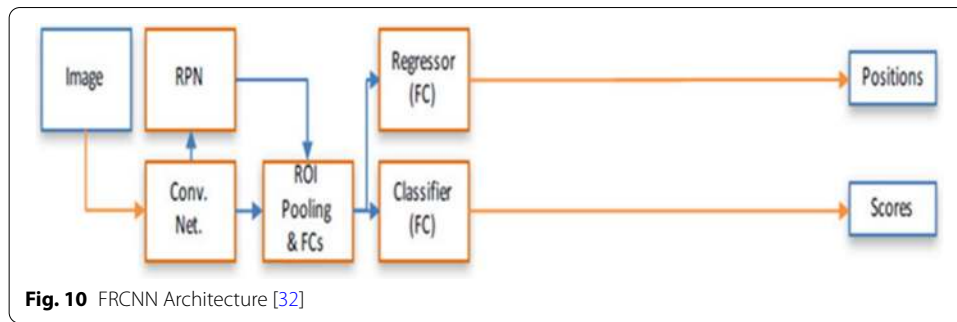 Image
RPN
Regressor
(FC)
Positions
Conv.
Net.
ROI
Pooling
& FCs
Classifier
(FC)
Scores
Fig. 10 FRCNN Architecture [32]